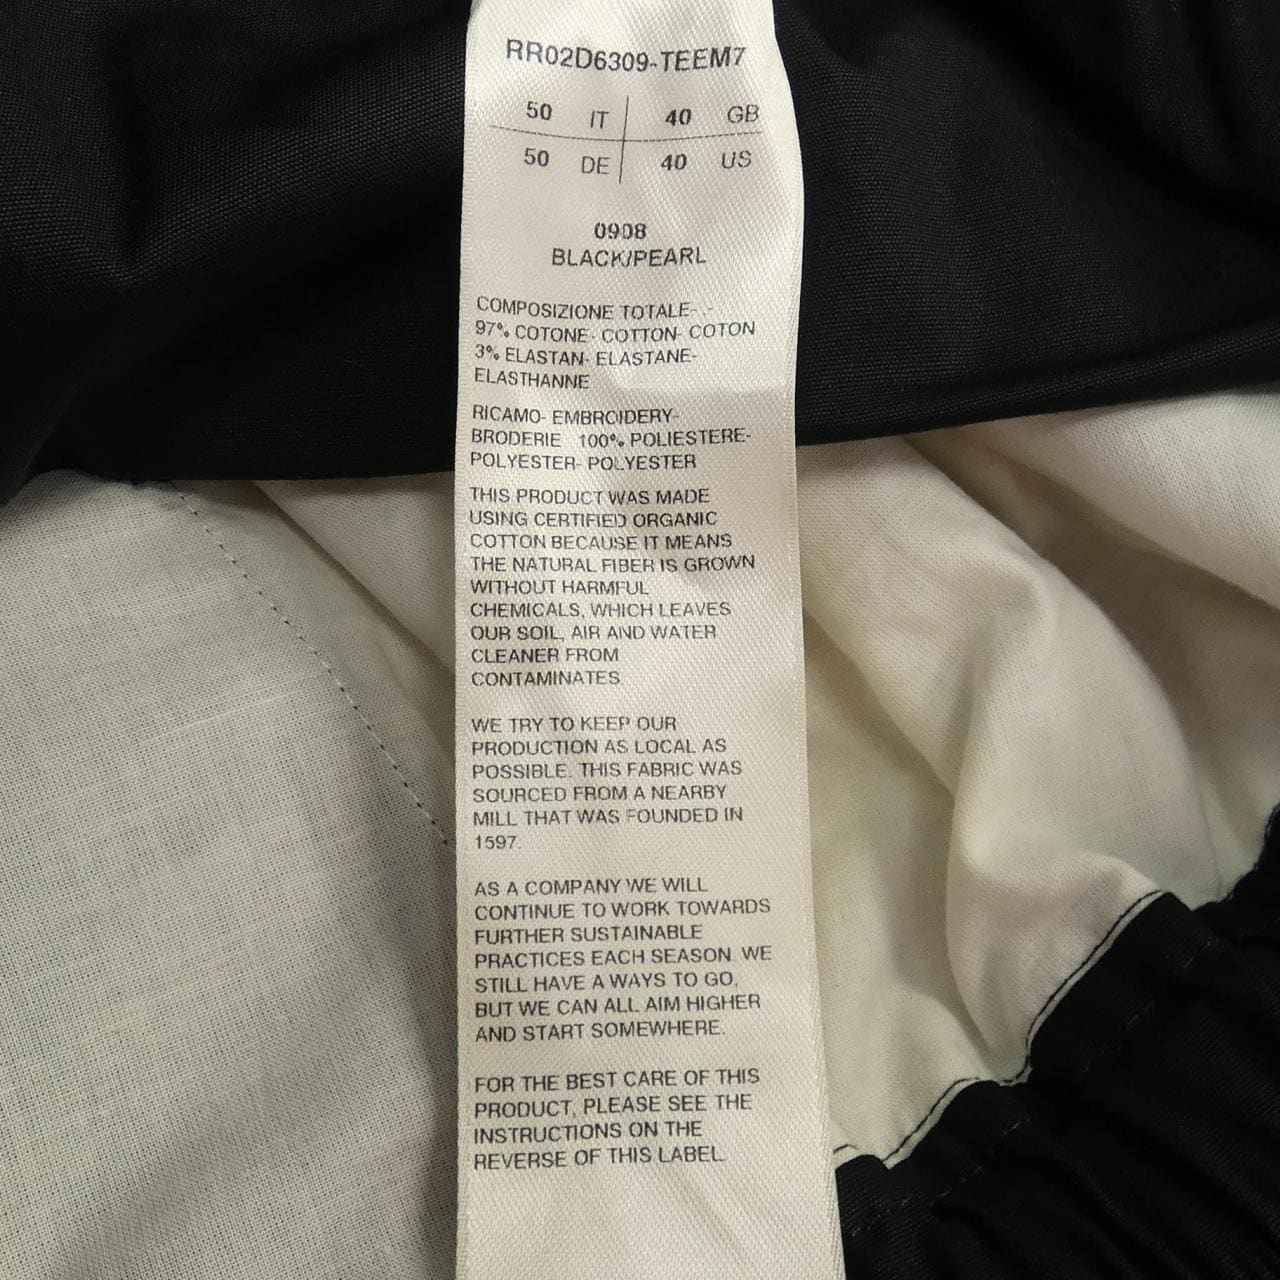 RR02D6309-TEEM7
50 IT 40 GB
50 DE 40 US
0908
BLACK/PEARL
COMPOSIZIONE TOTALE- -
97% COTONE- COTTON- COTON
3% ELASTAN- ELASTANE-
ELASTHANNE
RICAMO- EMBROIDERY-
BRODERIE 100% POLIESTERE-
POLYESTER- POLYESTER
THIS PRODUCT WAS MADE
USING CERTIFIED ORGANIC
COTTON BECAUSE IT MEANS
THE NATURAL FIBER IS GROWN
WITHOUT HARMFUL
CHEMICALS, WHICH LEAVES
OUR SOIL, AIR AND WATER
CLEANER FROM
CONTAMINATES
WE TRY TO KEEP OUR
PRODUCTION AS LOCAL AS
POSSIBLE. THIS FABRIC WAS
SOURCED FROM A NEARBY
MILL THAT WAS FOUNDED IN
1597.
AS A COMPANY WE WILL
CONTINUE TO WORK TOWARDS
FURTHER SUSTAINABLE
PRACTICES EACH SEASON. WE
STILL HAVE A WAYS TO GO,
BUT WE CAN ALL AIM HIGHER
AND START SOMEWHERE.
FOR THE BEST CARE OF THIS
PRODUCT, PLEASE SEE THE
INSTRUCTIONS ON THE
REVERSE OF THIS LABEL.